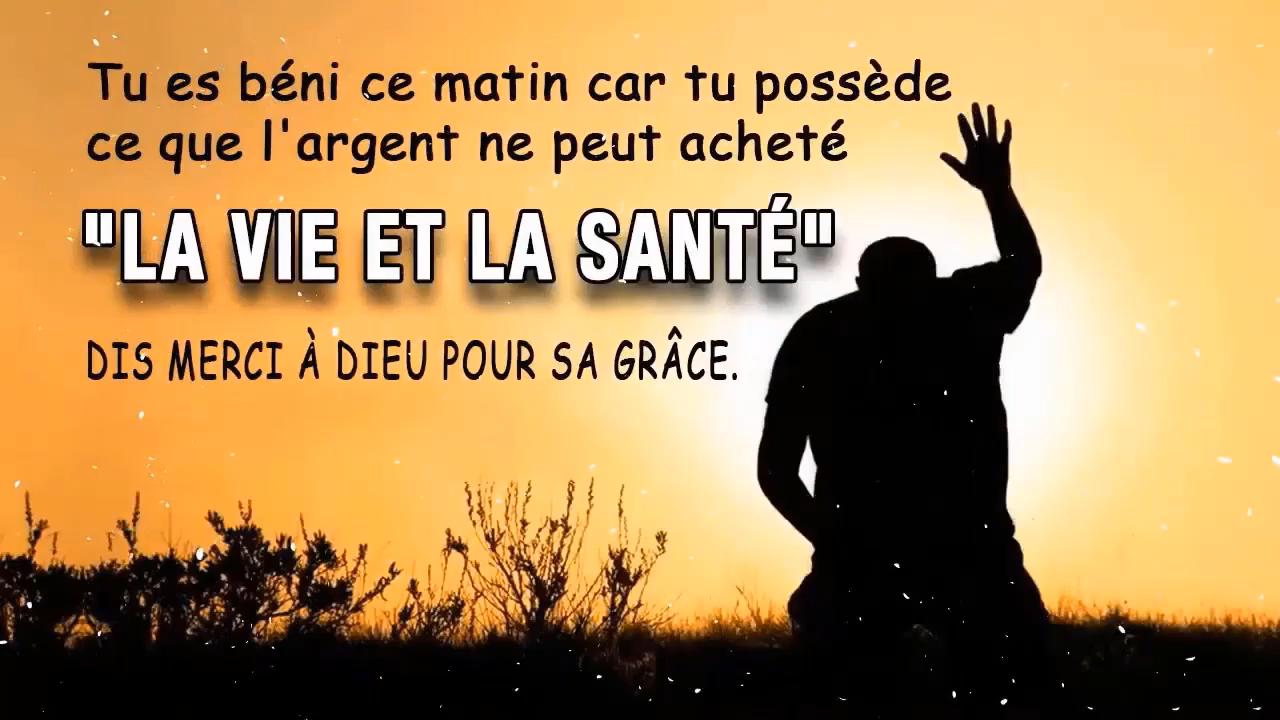 Tu es béni ce matin car tu possède
ce que l'argent ne peut acheté
"LA VIE ET LA SANTÉ"
DIS MERCI À DIEU POUR SA GRÂCE.